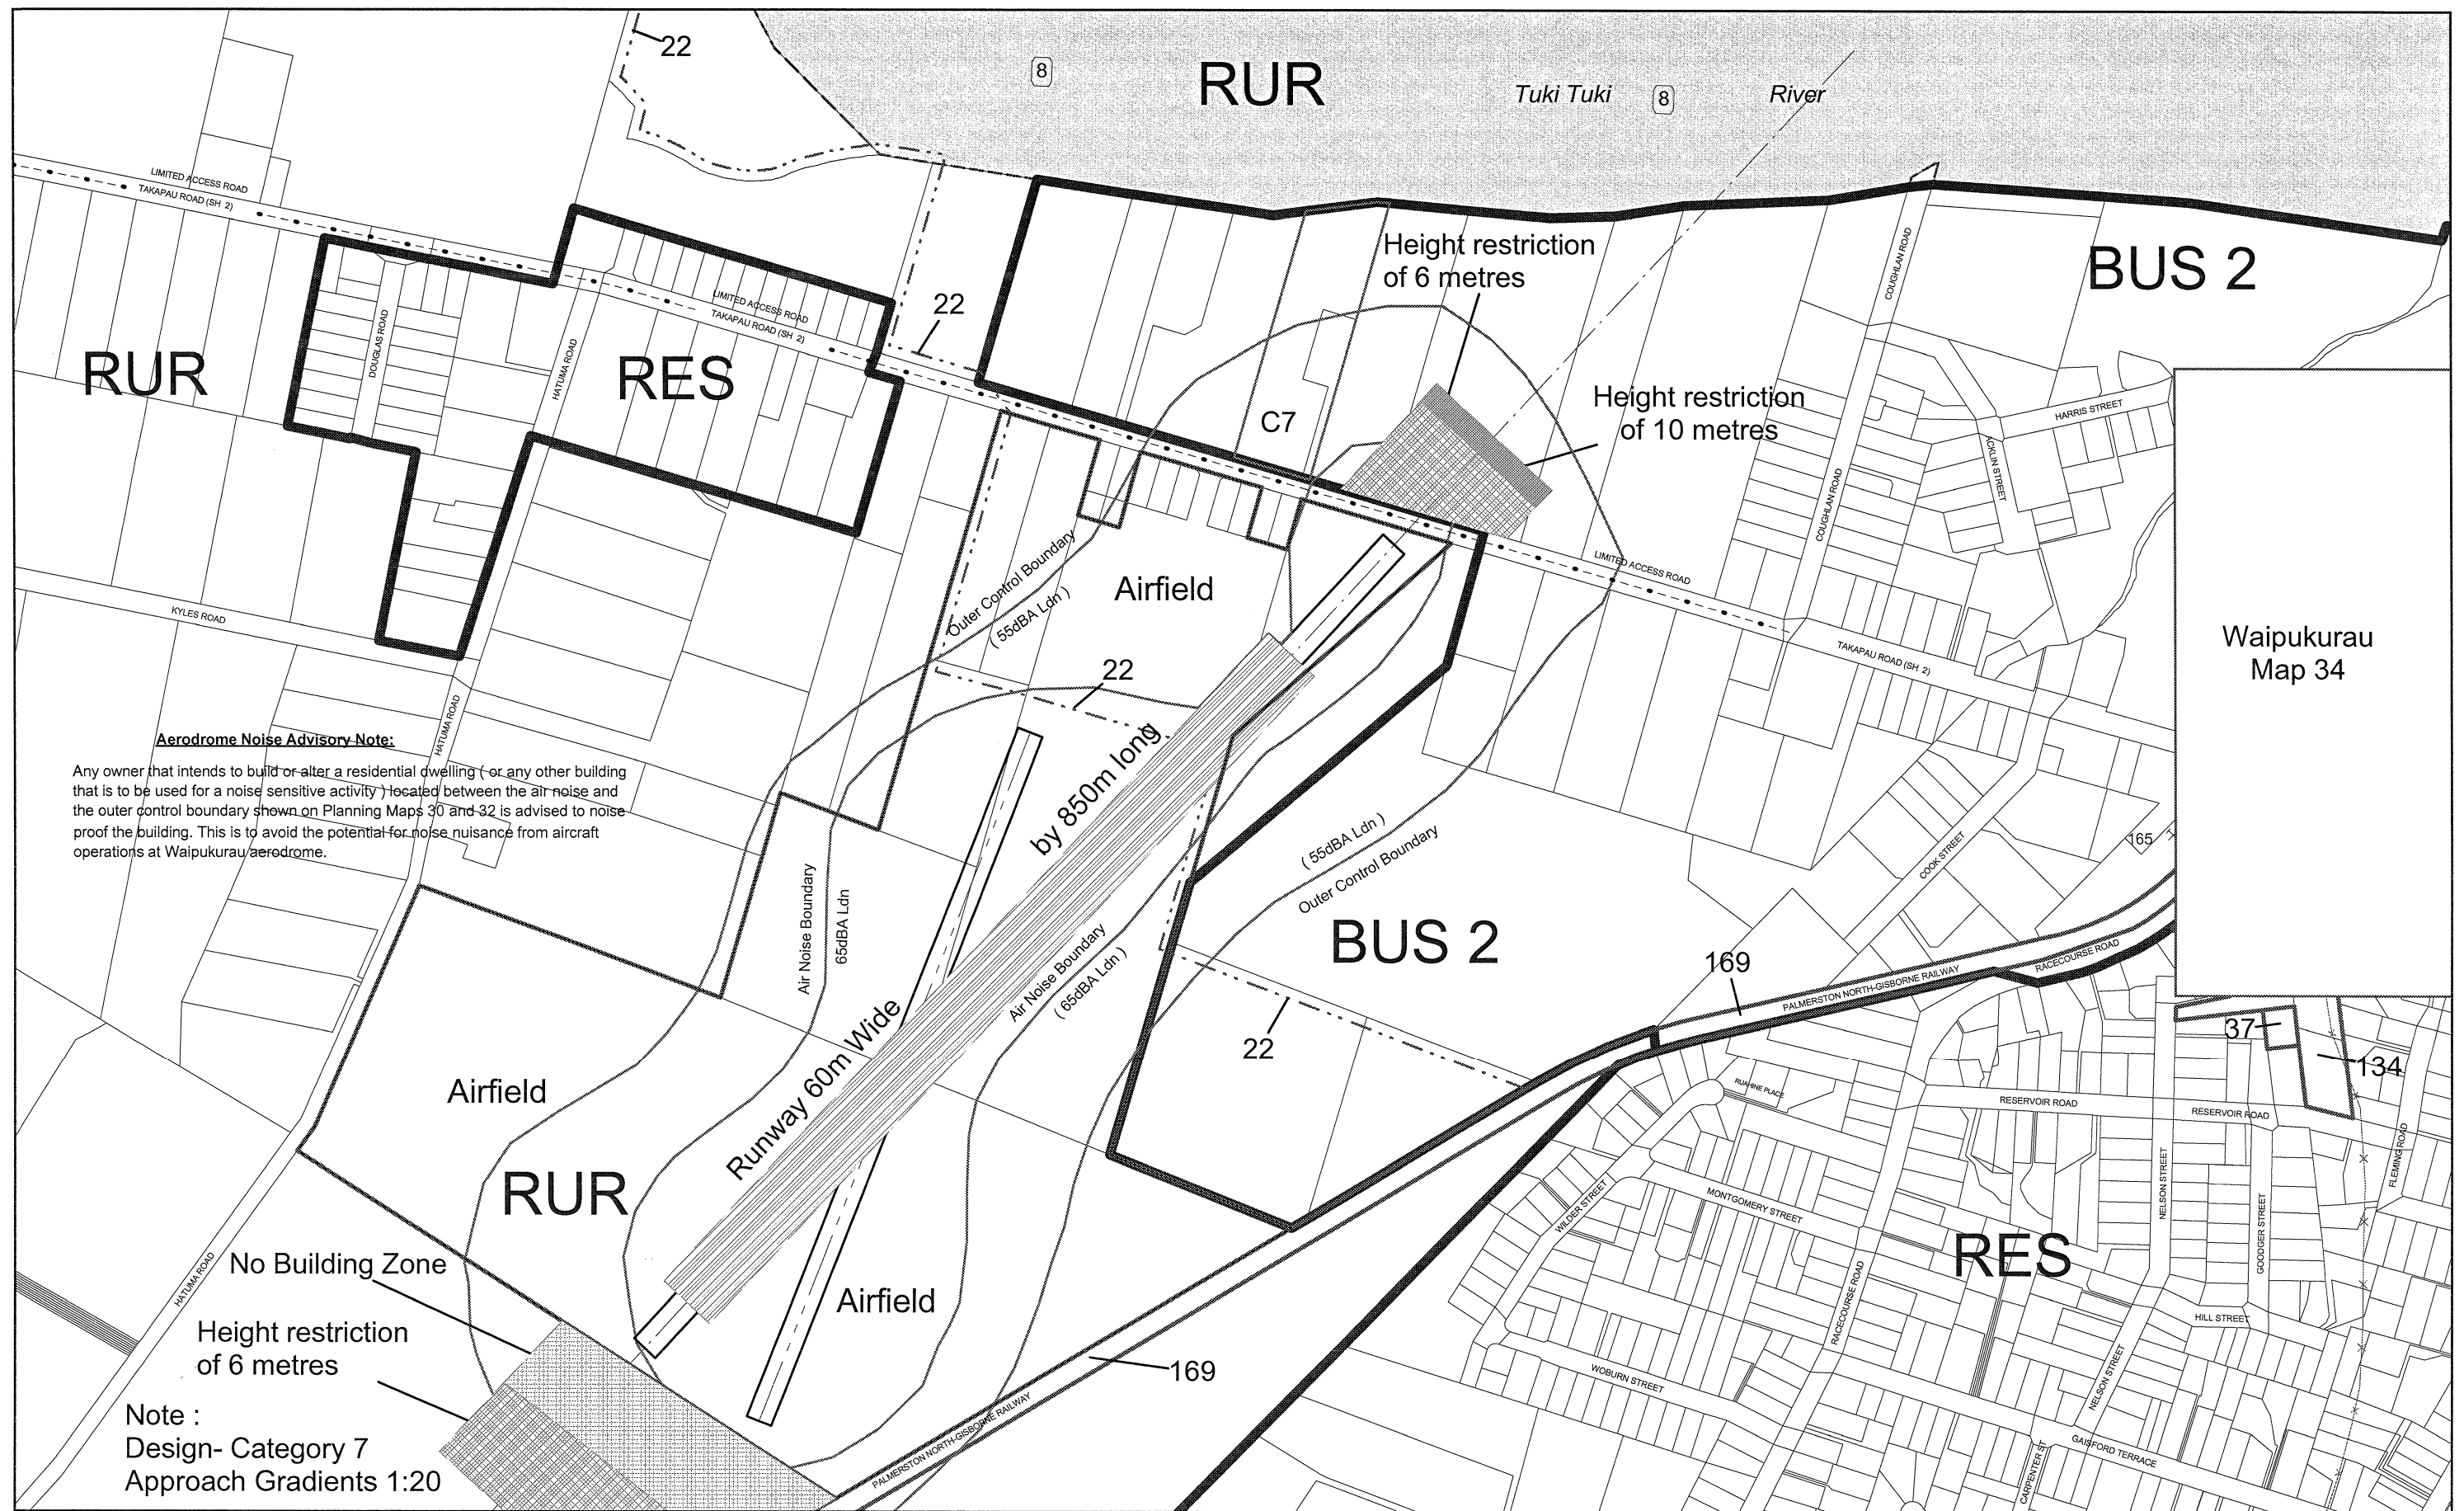 22
8
RUR
Tuki Tuki
8
River
LIMITED ACCESS ROAD
TAKAPAU ROAD (SH 2)
Height restriction
of 6 metres
COUGHLAN ROAD
BUS 2
LIMITED ACCESS ROAD
TAKAPAU ROAD (SH 2)
22
DOUGLAS ROAD
HATUMA ROAD
RUR
RES
C7
Height restriction
of 10 metres
HARRIS STREET
JACKLIN STREET
COUGHLAN ROAD
LIMITED ACCESS ROAD
TAKAPAU ROAD (SH 2)
KYLES ROAD
Outer Control Boundary
( 55dBA Ldn )
Airfield
22
Waipukurau
Map 34
HATUMA ROAD
Aerodrome Noise Advisory Note:
Any owner that intends to build or alter a residential dwelling ( or any other building
that is to be used for a noise sensitive activity ) located between the air noise and
the outer control boundary shown on Planning Maps 30 and 32 is advised to noise
proof the building. This is to avoid the potential for noise nuisance from aircraft
operations at Waipukurau aerodrome.
Runway 60m Wide
by 850m long
Air Noise Boundary
65dBA Ldn
Air Noise Boundary
( 65dBA Ldn )
( 55dBA Ldn )
Outer Control Boundary
COOK STREET
165
BUS 2
169
PALMERSTON NORTH-GISBORNE RAILWAY
RACECOURSE ROAD
22
37
134
RUAHINE PLACE
RESERVOIR ROAD
RESERVOIR ROAD
Airfield
RUR
FLEMING ROAD
WILDER STREET
MONTGOMERY STREET
NELSON STREET
GOODGER STREET
RES
No Building Zone
HATUMA ROAD
Airfield
RACECOURSE ROAD
HILL STREET
Height restriction
of 6 metres
169
WOBURN STREET
NELSON STREET
PALMERSTON NORTH-GISBORNE RAILWAY
Note :
Design- Category 7
Approach Gradients 1:20
GAISFORD TERRACE
CARPENTER ST